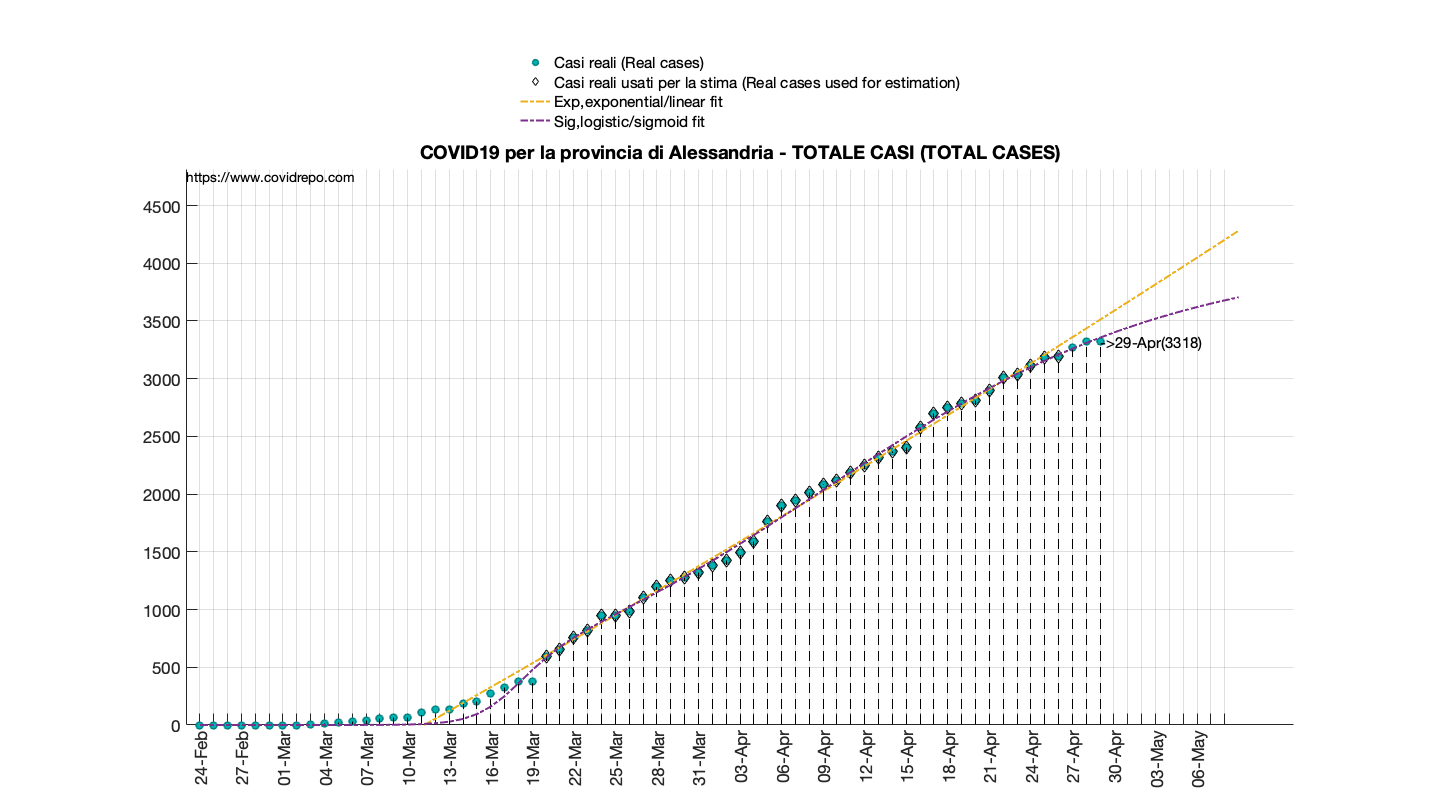 Casi reali (Real cases)
Casi reali usati per la stima (Real cases used for estimation)
Exp,exponential/linear fit
Sig,logistic/sigmoid fit
COVID19 per la provincia di Alessandria - TOTALE CASI (TOTAL CASES)
https://www.covidrepo.com
4500
4000
3500
3000
2500
2000
1500
1000
500
0
->29-Apr(3318)
24-Feb
27-Feb
01-Mar
04-Mar
07-Mar
10-Mar
13-Mar
16-Mar
19-Mar
22-Mar
25-Mar
28-Mar
31-Mar
03-Apr
06-Apr
09-Apr
12-Apr
15-Apr
18-Apr
21-Apr
24-Apr
27-Apr
30-Apr
03-May
06-May